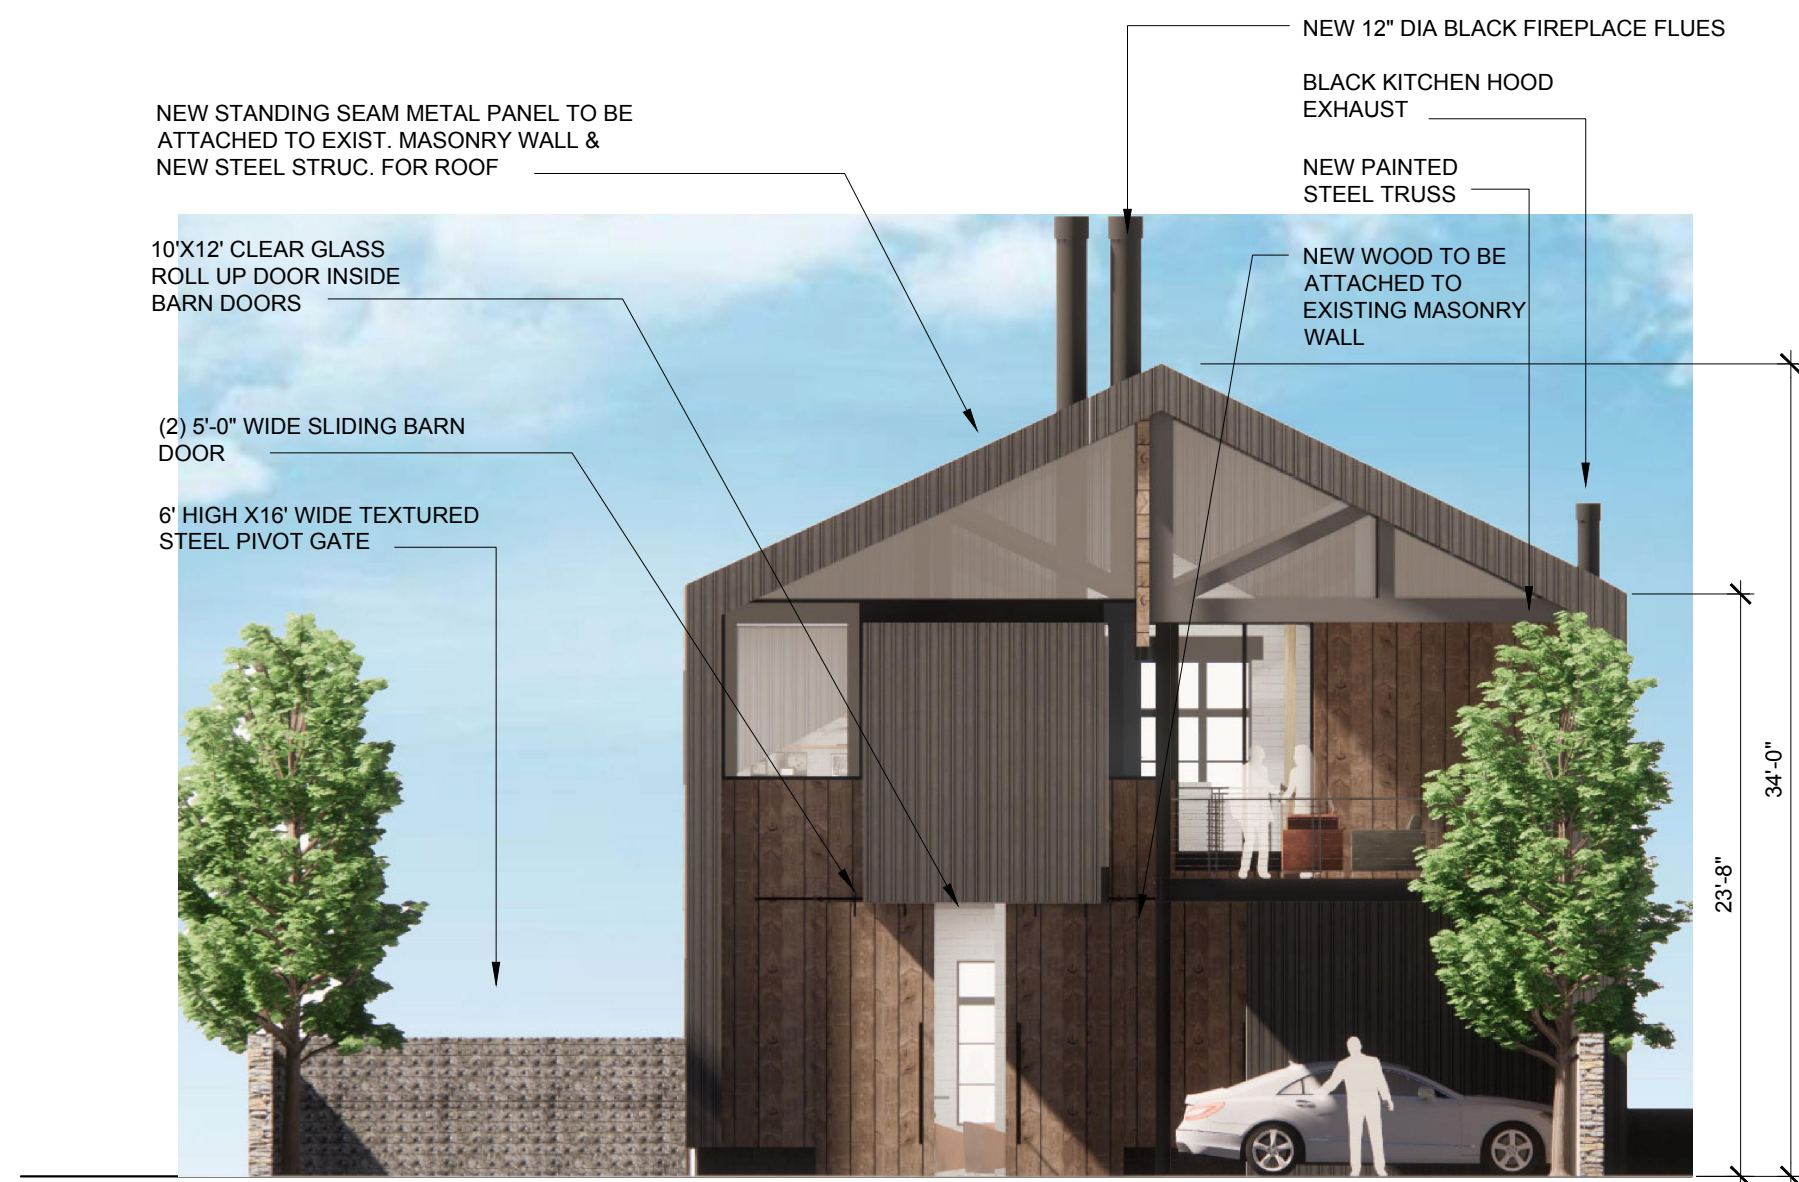 NEW 12" DIA BLACK FIREPLACE FLUES
BLACK KITCHEN HOOD
EXHAUST
NEW STANDING SEAM METAL PANEL TO BE
ATTACHED TO EXIST. MASONRY WALL &
NEW STEEL STRUC. FOR ROOF
NEW PAINTED
STEEL TRUSS
10'X12' CLEAR GLASS
ROLL UP DOOR INSIDE
BARN DOORS
NEW WOOD TO BE
ATTACHED TO
EXISTING MASONRY
WALL
(2) 5'-0" WIDE SLIDING BARN
DOOR
6' HIGH X16' WIDE TEXTURED
STEEL PIVOT GATE
34'-0"
23'-8"